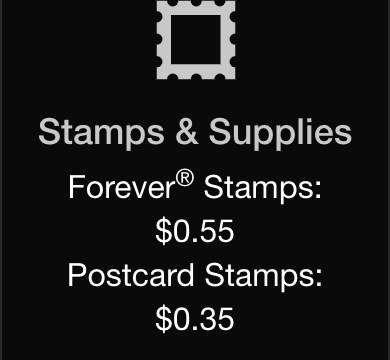 Stamps & Supplies
Forever® Stamps:
$0.55
Postcard Stamps:
$0.35